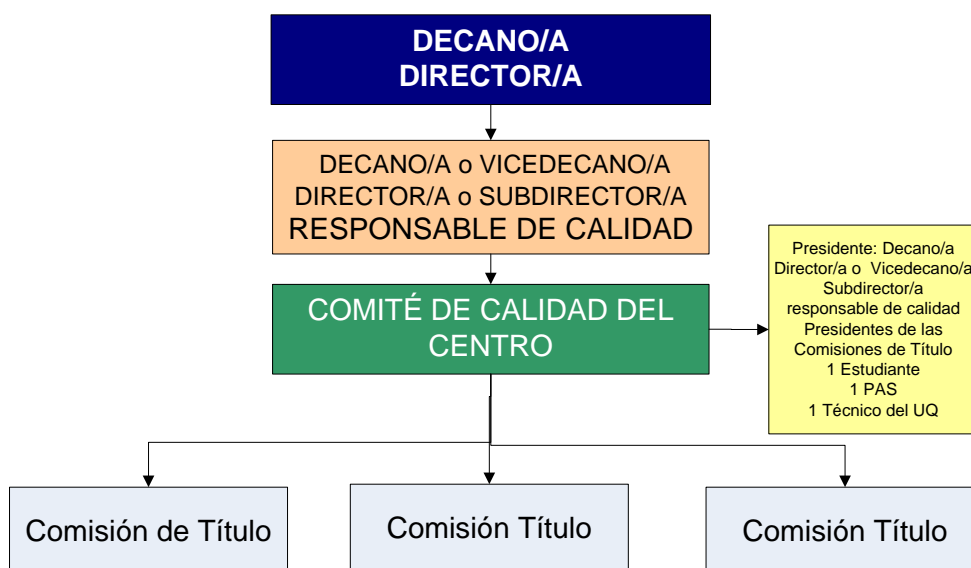 DECANO/A
DIRECTOR/A
DECANO/A o VICEDECANO/A
DIRECTOR/A o SUBDIRECTOR/A
RESPONSABLE DE CALIDAD
COMITÉ DE CALIDAD DEL
CENTRO
Presidente: Decano/a
Director/a o Vicedecano/a
Subdirector/a
responsable de calidad
Presidentes de las
Comisiones de Título
1 Estudiante
1 PAS
1 Técnico del UQ
Comisión de Título
Comisión Título
Comisión Título